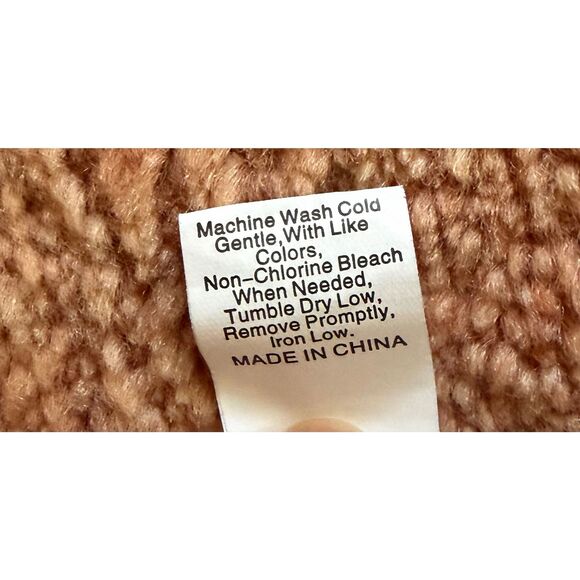 Machine Wash Cold
Gentle,With Like
Colors,
Non-Chlorine Bleach
When Needed,
Tumble Dry Low,
Remove Promptly,
Iron Low.
MADE IN CHINA